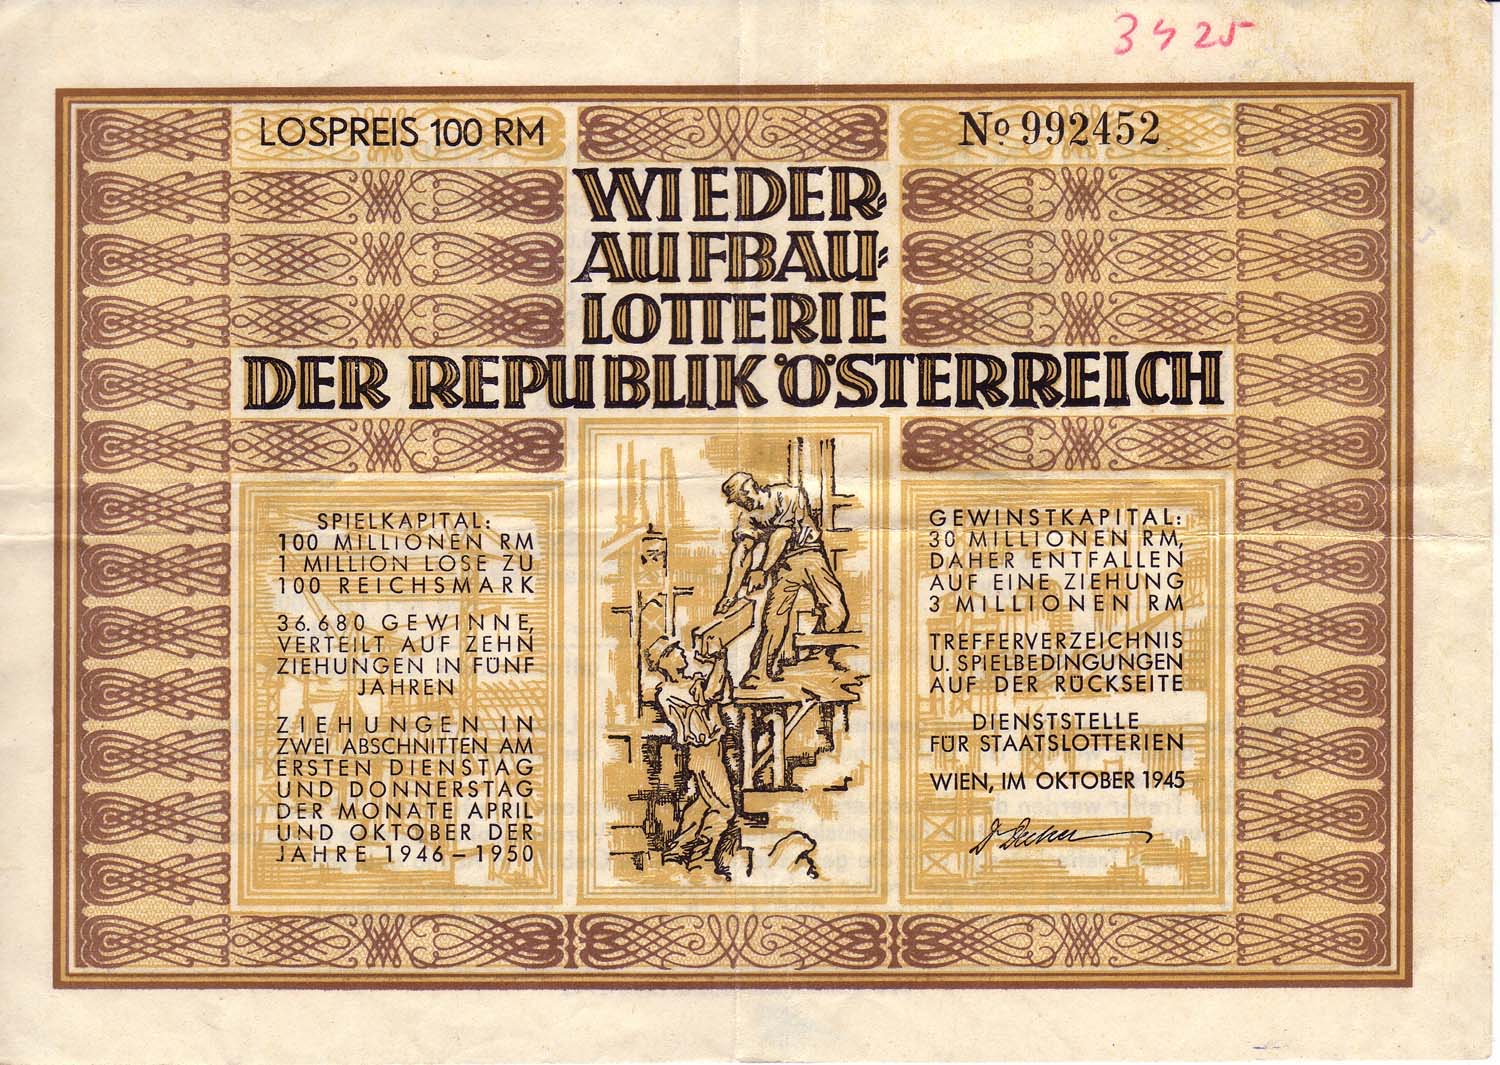 3 4 25
LOSPREIS 100 RM
No. 992452
WIEDER-
AUFBAU-
LOTTERIE
DER REPUBLIK ÖSTERREICH
SPIELKAPITAL:
100 MILLIONEN RM
1 MILLION LOSE ZU
100 REICHSMARK
36.680 GEWINNE,
VERTEILT AUF ZEHN
ZIEHUNGEN IN FÜNF
JAHREN
ZIEHUNGEN IN
ZWEI ABSCHNITTEN AM
ERSTEN DIENSTAG
UND DONNERSTAG
DER MONATE APRIL
UND OKTOBER DER
JAHRE 1946–1950
GEWINSTKAPITAL:
30 MILLIONEN RM,
DAHER ENTFALLEN
AUF EINE ZIEHUNG
3 MILLIONEN RM
TREFFERVERZEICHNIS
U. SPIELBEDINGUNGEN
AUF DER RÜCKSEITE
DIENSTSTELLE
FÜR STAATSLOTTERIEN
WIEN, IM OKTOBER 1945